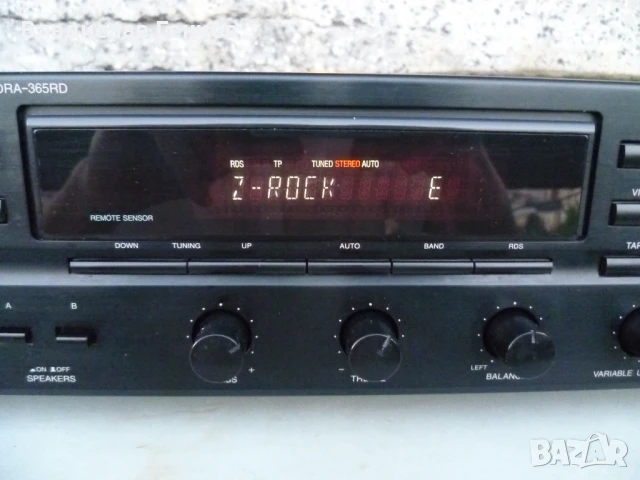 DRA-365RD
RDS TP TUNED STEREO AUTO
Z-ROCK E
REMOTE SENSOR
DOWN TUNING UP AUTO BAND RDS
A B
ON OFF
SPEAKERS
- +
LEFT
VARIABLE
BAZAR